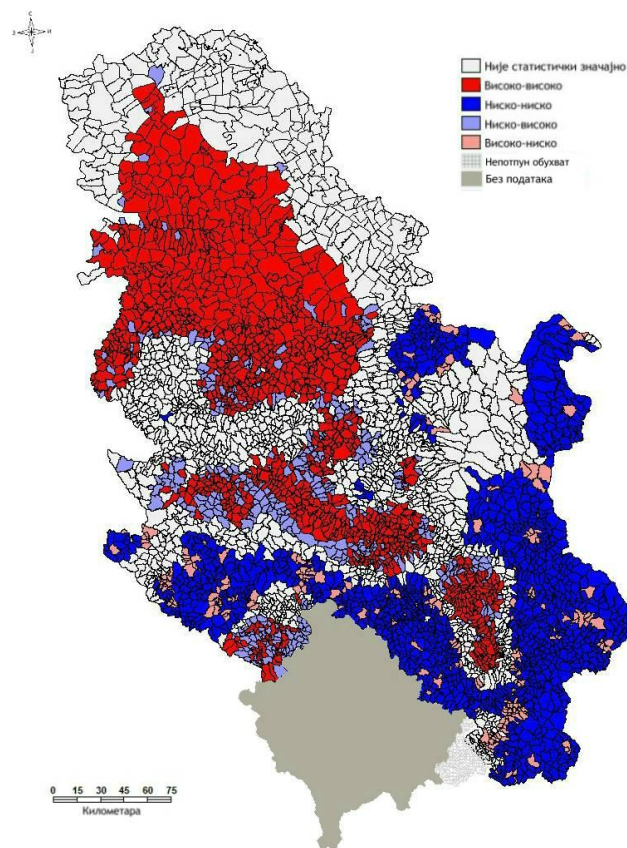 С
З И
Ј
Није статистички значајно
Високо-високо
Ниско-ниско
Ниско-високо
Високо-ниско
Непотпун обухват
Без података
0 15 30 45 60 75
Километара